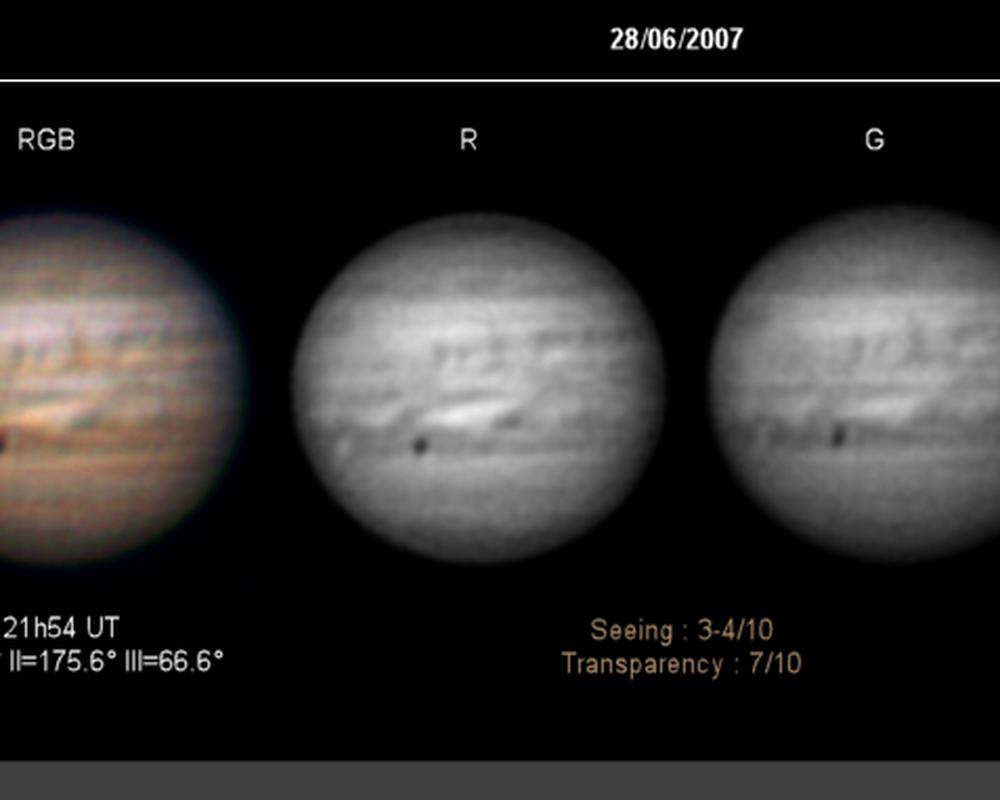 28/06/2007
RGB
R
G
21h54 UT
II=175.6° III=66.6°
Seeing : 3-4/10
Transparency : 7/10